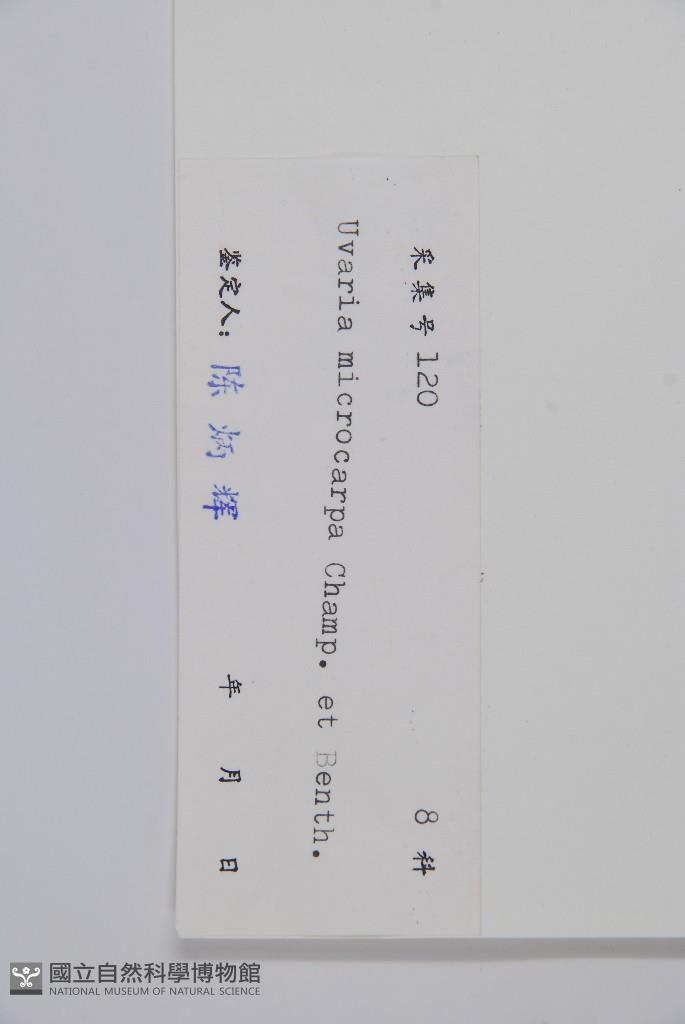 采集号 120 8 科
Uvaria microcarpa Champ. et Benth.
鉴定人: 陈炳辉 年 月 日
國立自然科學博物館
NATIONAL MUSEUM OF NATURAL SCIENCE